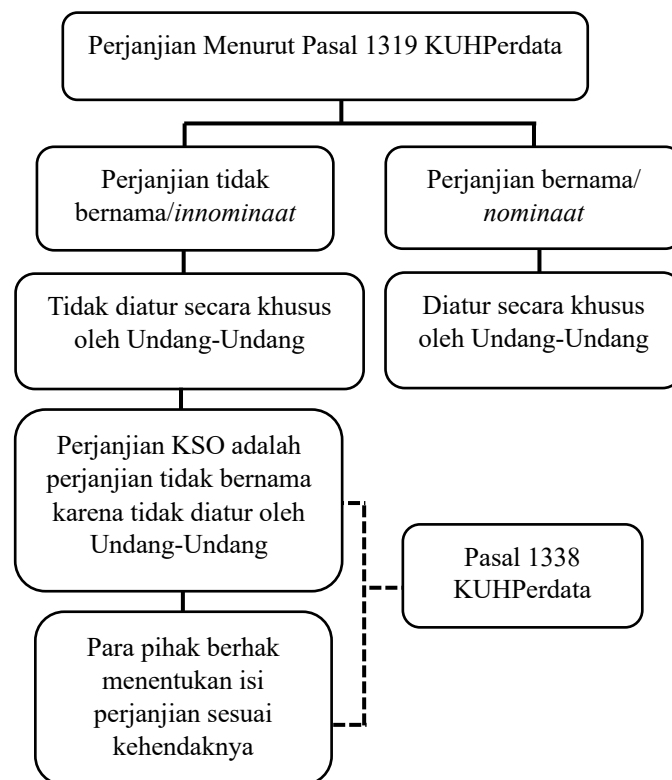 Perjanjian Menurut Pasal 1319 KUHPerdata
Perjanjian tidak
bernama/innominaat
Perjanjian bernama/
nominaat
Tidak diatur secara khusus
oleh Undang-Undang
Diatur secara khusus
oleh Undang-Undang
Perjanjian KSO adalah
perjanjian tidak bernama
karena tidak diatur oleh
Undang-Undang
Pasal 1338
KUHPerdata
Para pihak berhak
menentukan isi
perjanjian sesuai
kehendaknya